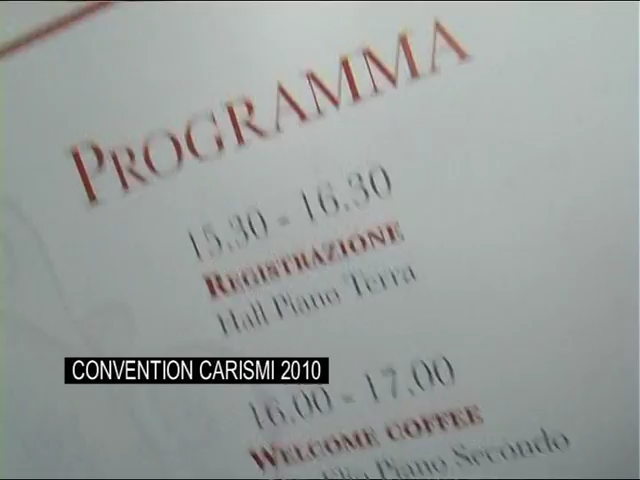 PROGRAMMA
15.30 - 16.30
REGISTRAZIONE
Hall Piano Terra
CONVENTION CARISMI 2010
16.00 - 17.00
WELCOME COFFEE
Piano Secondo